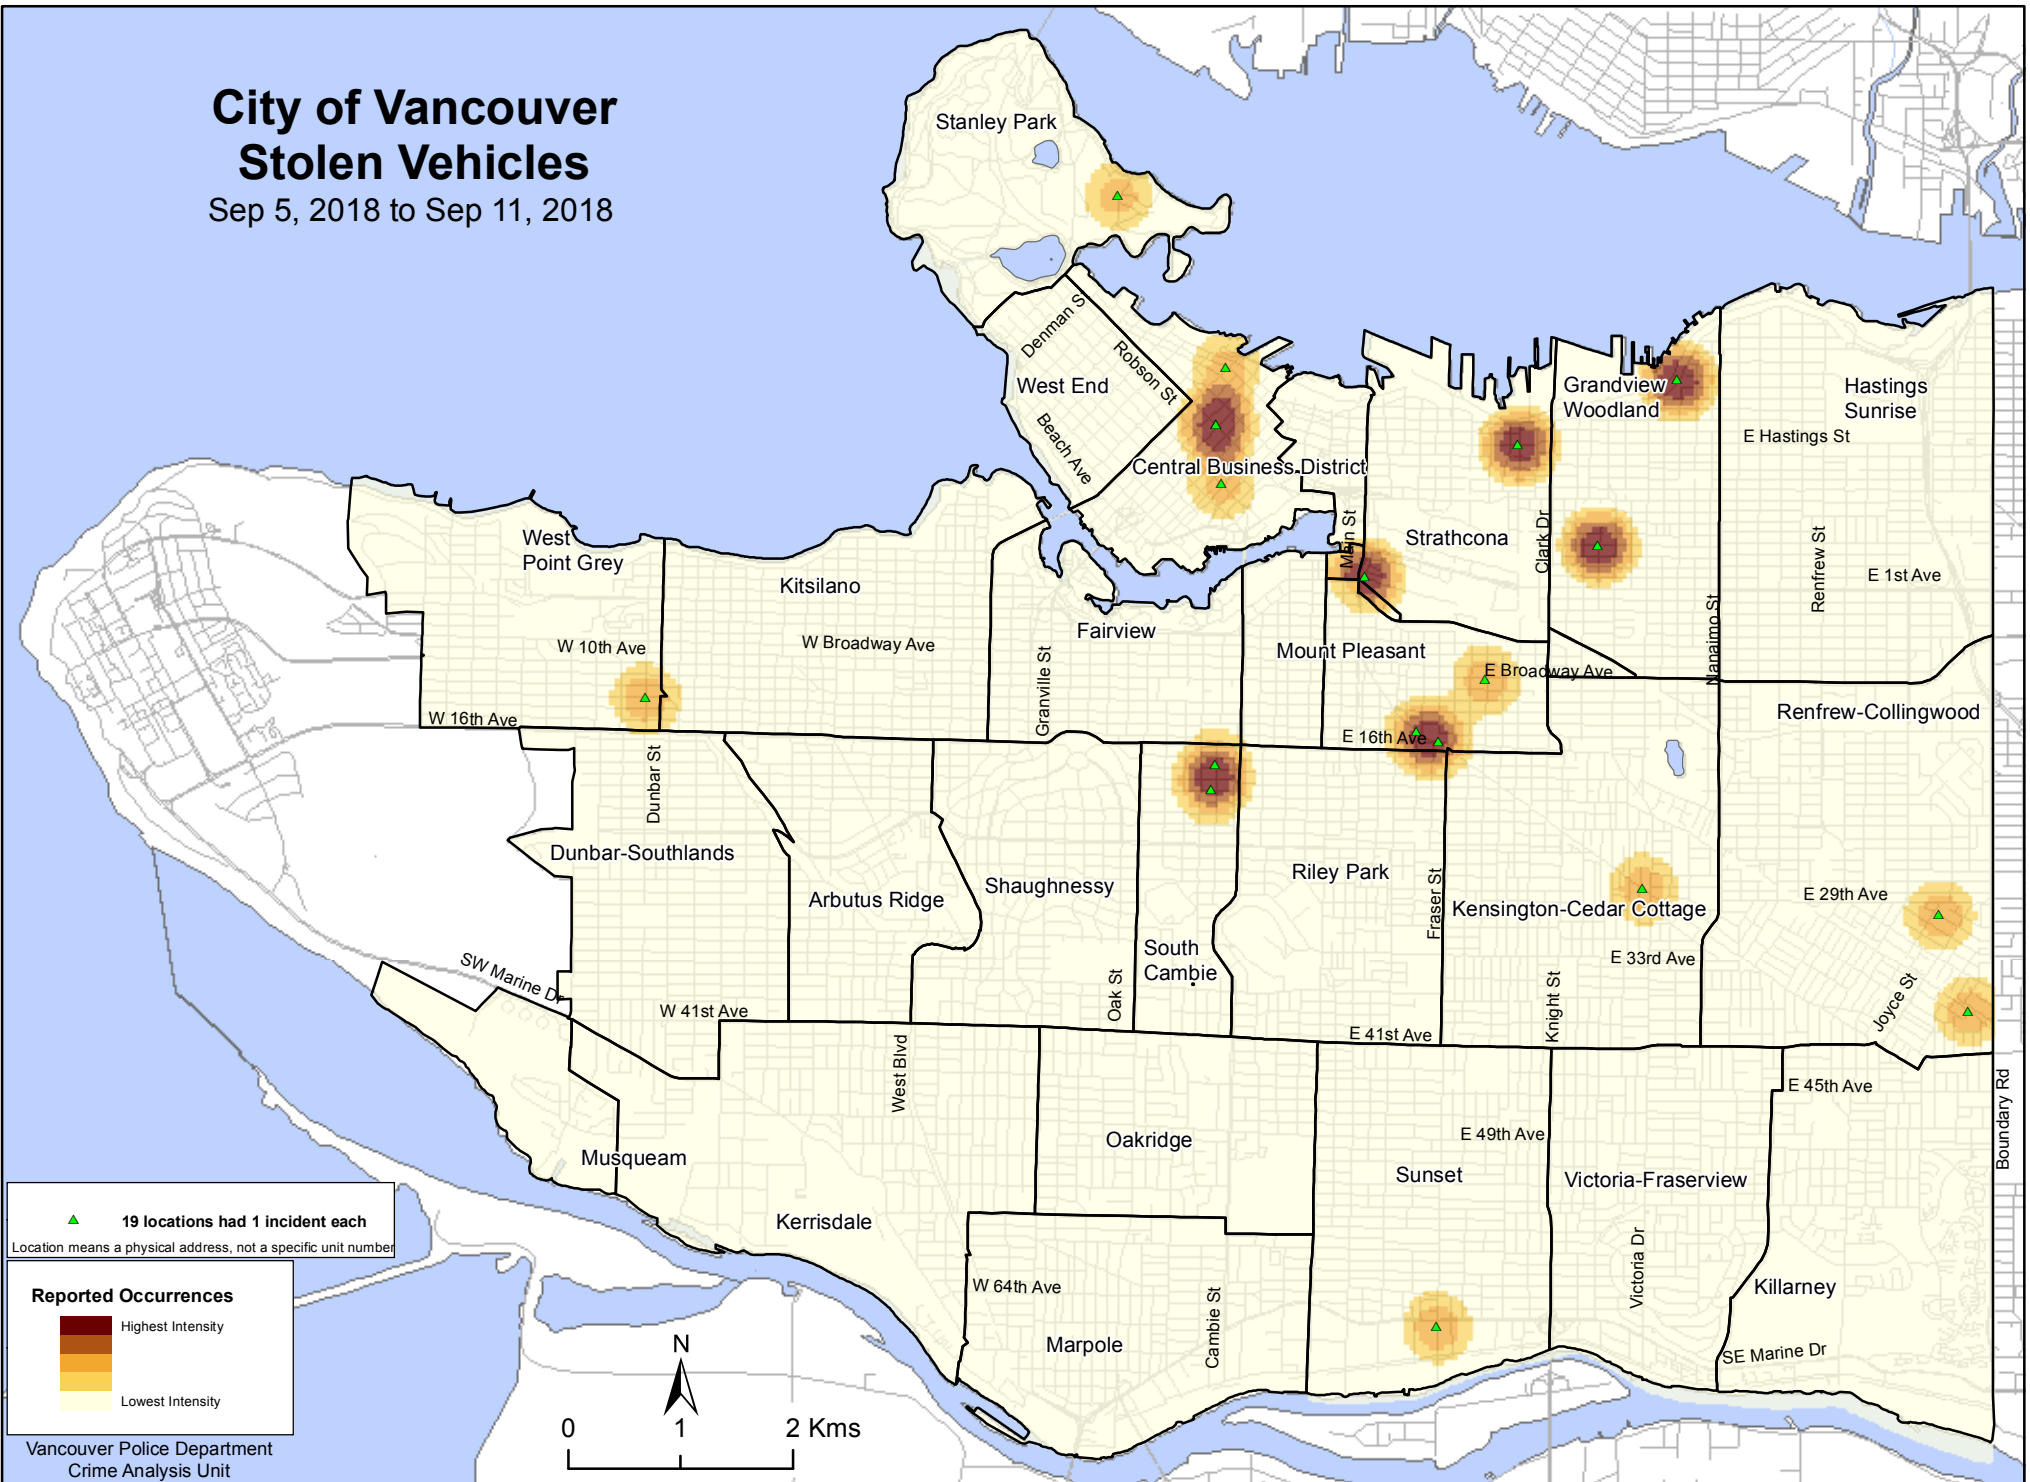 City of Vancouver
Stolen Vehicles
Sep 5, 2018 to Sep 11, 2018
Stanley Park
Denman S
Robson St
West End
Beach Ave
Central Business District
Grandview
Woodland
Hastings
Sunrise
E Hastings St
Main St
Strathcona
Clark Dr
Renfrew St
E 1st Ave
Nanaimo St
West
Point Grey
Kitsilano
Fairview
W 10th Ave
W Broadway Ave
Granville St
Mount Pleasant
E Broadway Ave
W 16th Ave
E 16th Ave
Renfrew-Collingwood
Dunbar St
Dunbar-Southlands
Arbutus Ridge
Shaughnessy
Riley Park
Fraser St
Kensington-Cedar Cottage
E 29th Ave
South
Cambie
E 33rd Ave
SW Marine Dr
W 41st Ave
Oak St
E 41st Ave
Knight St
Joyce St
West Blvd
E 45th Ave
Boundary Rd
Musqueam
Oakridge
E 49th Ave
Sunset
Victoria-Fraserview
Kerrisdale
W 64th Ave
Cambie St
Victoria Dr
Killarney
Marpole
SE Marine Dr
19 locations had 1 incident each
Location means a physical address, not a specific unit number
Reported Occurrences
Highest Intensity
Lowest Intensity
Vancouver Police Department
Crime Analysis Unit
N
0 1 2 Kms